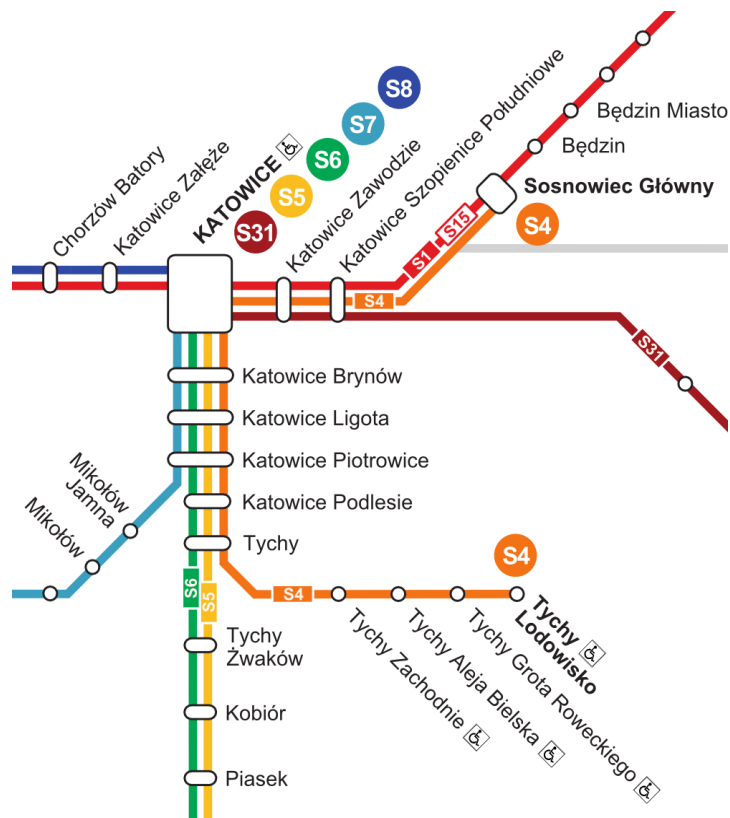 S8
S7
S6
S5
S31
KATOWICE
Chorzów Batory
Katowice Załęże
Katowice Zawodzie
Katowice Szopienice Południowe
Będzin Miasto
Będzin
Sosnowiec Główny
S4
S1
S15
S4
S31
Katowice Brynów
Katowice Ligota
Katowice Piotrowice
Katowice Podlesie
Tychy
Mikołów
Jamna
Mikołów
S6
S5
S4
S4
Tychy
Lodowisko
Tychy Grota Roweckiego
Tychy Aleja Bielska
Tychy Zachodnie
Tychy
Żwaków
Kobiór
Piasek